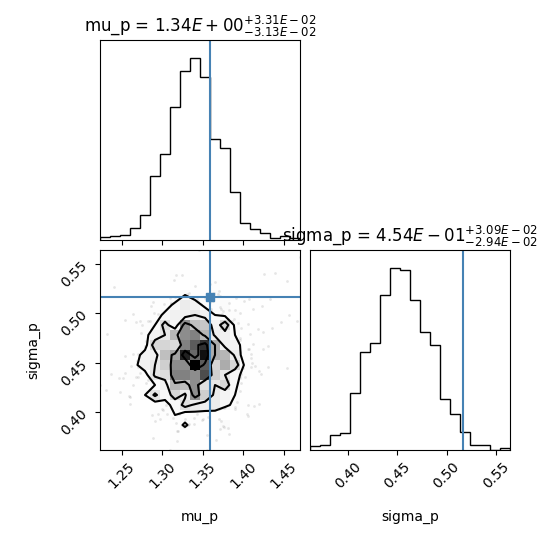 mu_p = 1.34E + 00 +3.31E − 02 −3.13E − 02
sigma_p = 4.54E − 01 +3.09E − 02 −2.94E − 02
0.55
0.50
0.45
0.40
sigma_p
1.25 1.30 1.35 1.40 1.45
0.40 0.45 0.50 0.55
mu_p
sigma_p